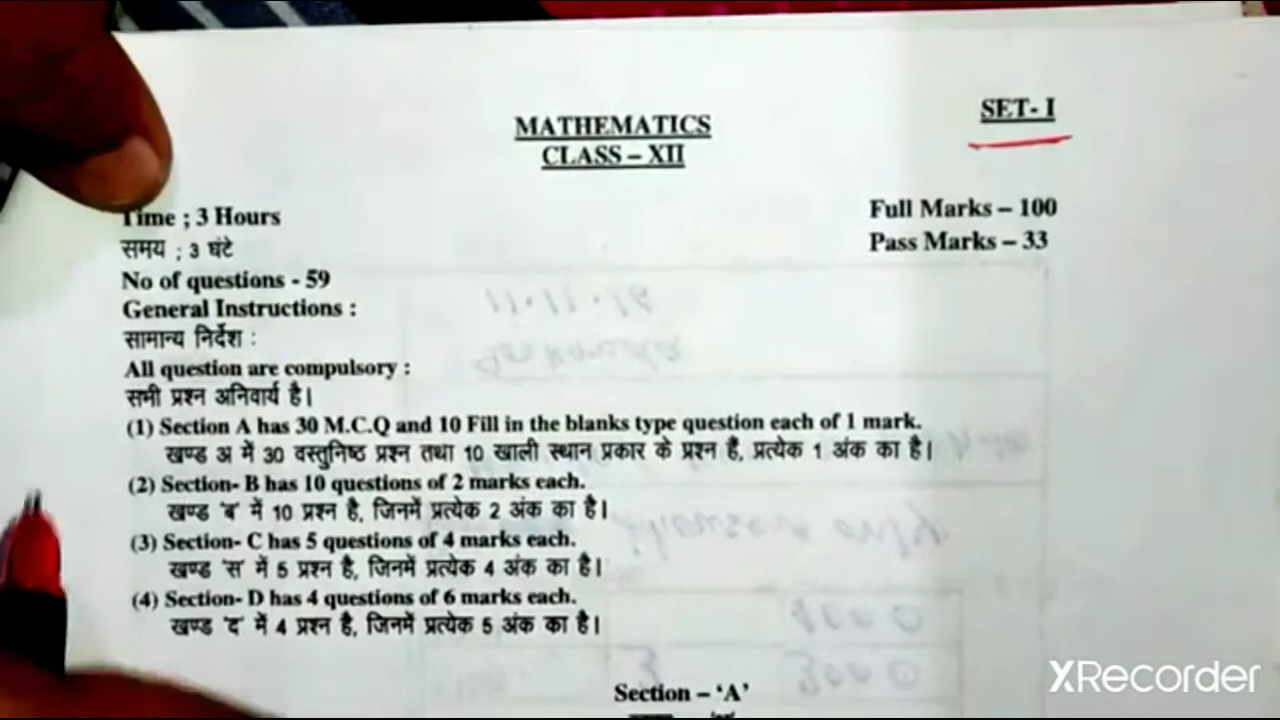 SET- I
MATHEMATICS
CLASS – XII
Time ; 3 Hours
Full Marks – 100
समय ; 3 घंटे
Pass Marks – 33
No of questions - 59
General Instructions :
सामान्य निर्देश :
All question are compulsory :
सभी प्रश्न अनिवार्य है।
(1) Section A has 30 M.C.Q and 10 Fill in the blanks type question each of 1 mark.
खण्ड अ में 30 वस्तुनिष्ठ प्रश्न तथा 10 खाली स्थान प्रकार के प्रश्न हैं, प्रत्येक 1 अंक का है।
(2) Section- B has 10 questions of 2 marks each.
खण्ड 'ब' में 10 प्रश्न है, जिनमें प्रत्येक 2 अंक का है।
(3) Section- C has 5 questions of 4 marks each.
खण्ड 'स' में 5 प्रश्न है, जिनमें प्रत्येक 4 अंक का है।
(4) Section- D has 4 questions of 6 marks each.
खण्ड 'द' में 4 प्रश्न है, जिनमें प्रत्येक 5 अंक का है।
Section – 'A'
XRecorder